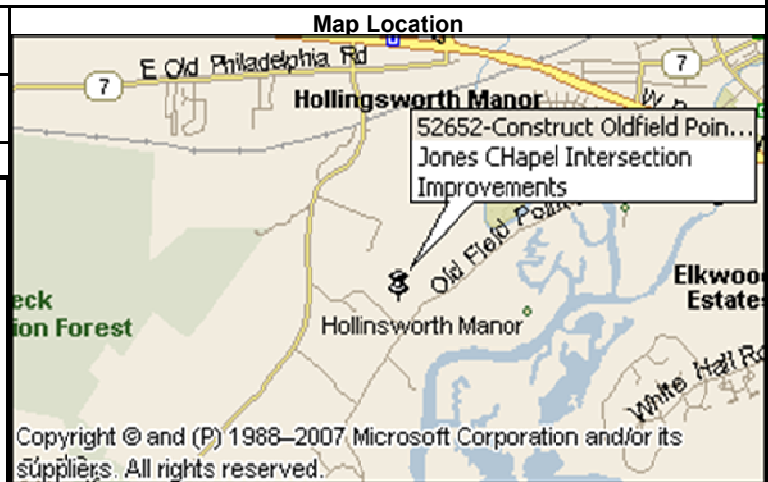 Map Location
E Old Philadelphia Rd
7
7
Hollingsworth Manor
52652-Construct Oldfield Poin...
Jones CHapel Intersection
Improvements
Old Field Point
Elkwoo
Estate
eck
ion Forest
Hollinsworth Manor
White Hall Rd
Copyright © and (P) 1988–2007 Microsoft Corporation and/or its
suppliers. All rights reserved.